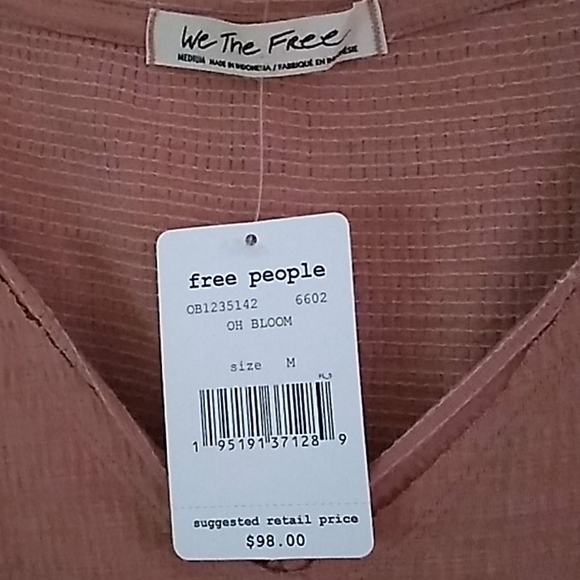 We The Free
MEDIUM MADE IN INDONESIA / FABRIQUÉ EN
free people
OB1235142 6602
OH BLOOM
size M
1 95191 37128 9
suggested retail price
$98.00